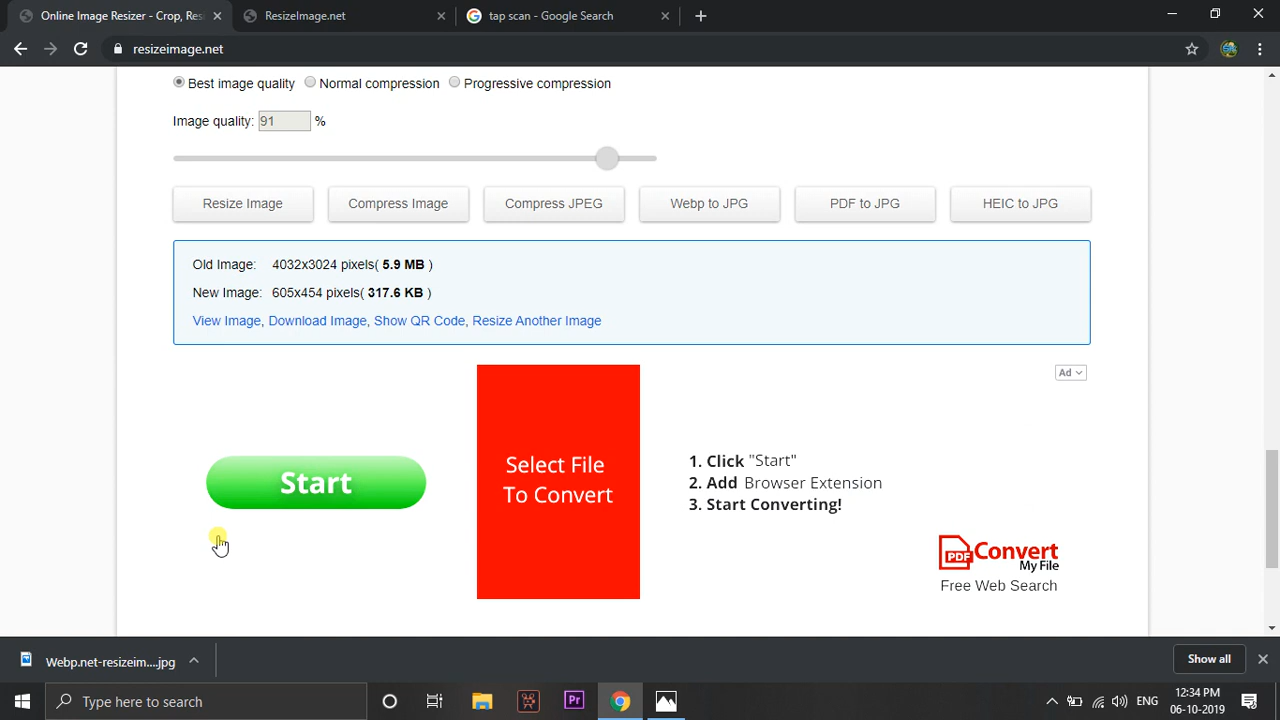 Online Image Resizer - Crop, Res
ResizeImage.net
tap scan - Google Search
resizeimage.net
Best image quality
Normal compression
Progressive compression
Image quality: 91 %
Resize Image
Compress Image
Compress JPEG
Webp to JPG
PDF to JPG
HEIC to JPG
Old Image: 4032x3024 pixels( 5.9 MB )
New Image: 605x454 pixels( 317.6 KB )
View Image, Download Image, Show QR Code, Resize Another Image
Ad
Start
Select File
To Convert
1. Click "Start"
2. Add Browser Extension
3. Start Converting!
PDF Convert
My File
Free Web Search
Webp.net-resizeim....jpg
Show all
Type here to search
Pr
ENG
12:34 PM
06-10-2019